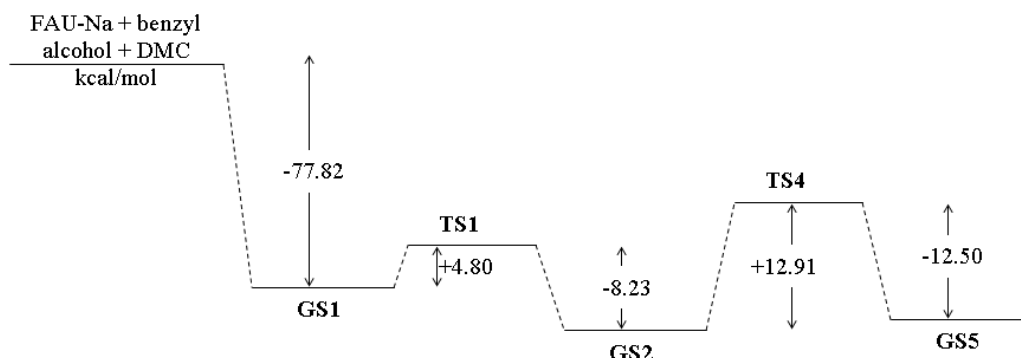 FAU-Na + benzyl
alcohol + DMC
kcal/mol
-77.82
GS1
TS1
+4.80
-8.23
GS2
TS4
+12.91
-12.50
GS5